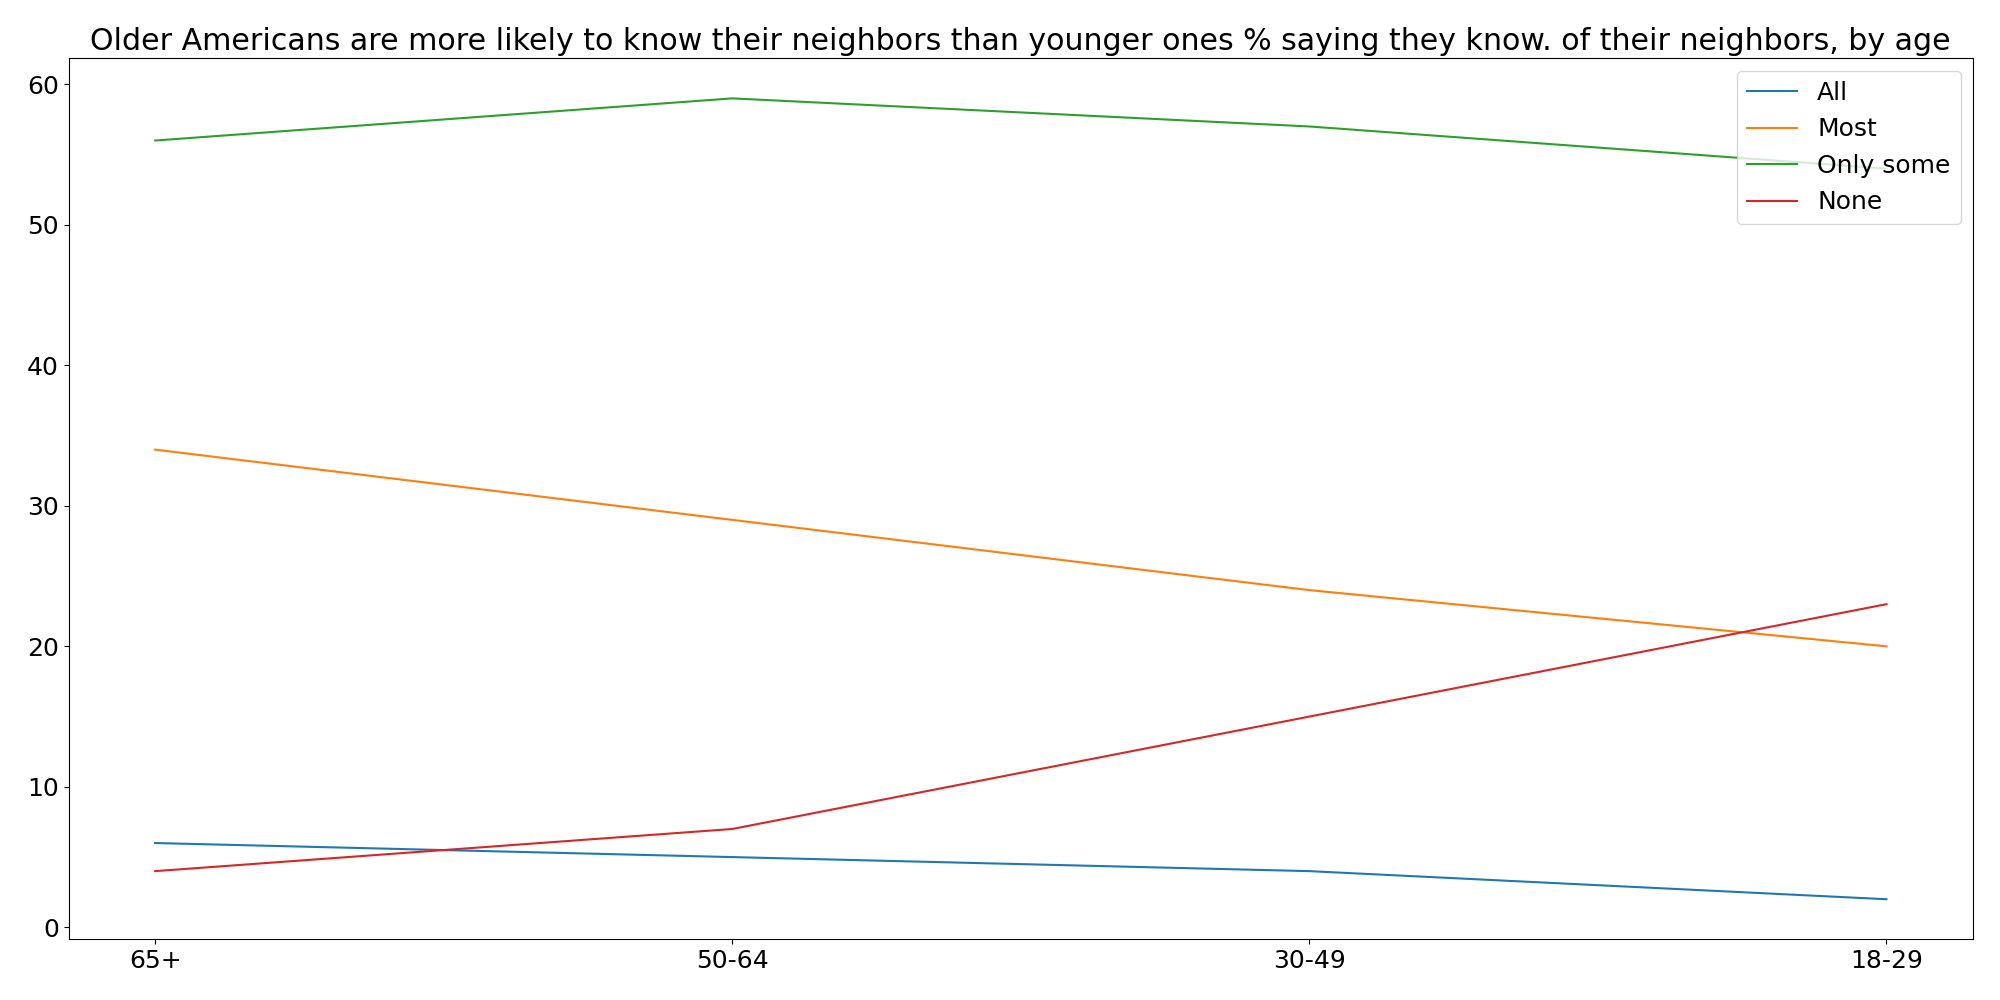 Older Americans are more likely to know their neighbors than younger ones % saying they know. of their neighbors, by age
60
50
40
30
20
10
0
All
Most
Only some
None
65+ 50-64 30-49 18-29